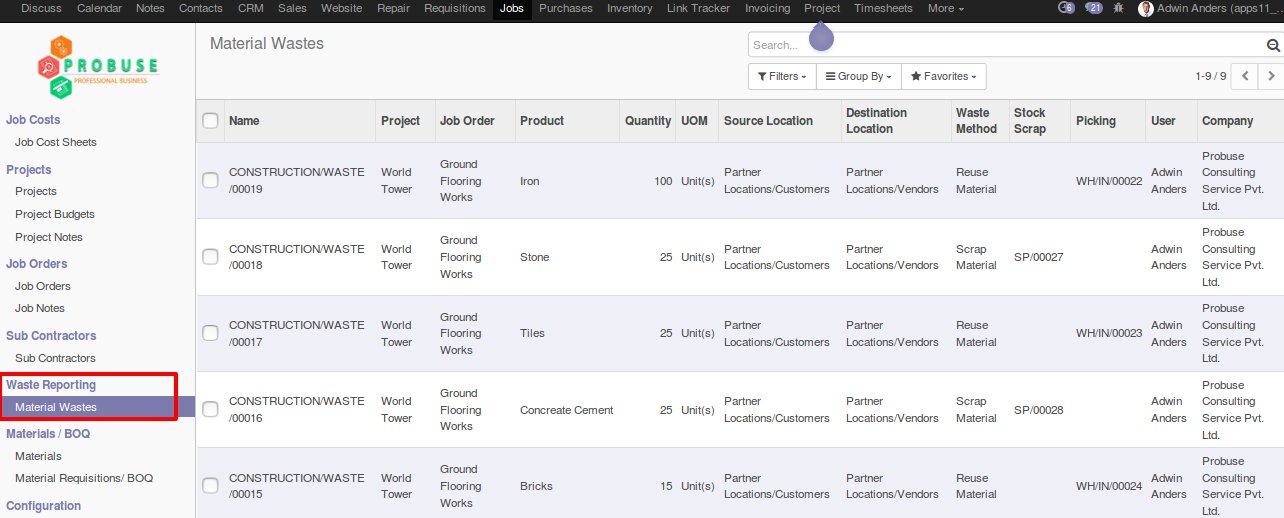 Discuss Calendar Notes Contacts CRM Sales Website Repair Requisitions Jobs Purchases Inventory Link Tracker Invoicing Project Timesheets More 6 21 Adwin Anders (apps11_...
PROBUSE
PROFESSIONAL BUSINESS
Job Costs
Job Cost Sheets
Projects
Projects
Project Budgets
Project Notes
Job Orders
Job Orders
Job Notes
Sub Contractors
Sub Contractors
Waste Reporting
Material Wastes
Materials / BOQ
Materials
Material Requisitions/ BOQ
Configuration
Material Wastes
Search...
Filters Group By Favorites 1-9 / 9
Name Project Job Order Product Quantity UOM Source Location Destination Location Waste Method Stock Scrap Picking User Company
CONSTRUCTION/WASTE/00019 World Tower Ground Flooring Works Iron 100 Unit(s) Partner Locations/Customers Partner Locations/Vendors Reuse Material WH/IN/00022 Adwin Anders Probuse Consulting Service Pvt. Ltd.
CONSTRUCTION/WASTE/00018 World Tower Ground Flooring Works Stone 25 Unit(s) Partner Locations/Customers Partner Locations/Vendors Scrap Material SP/00027 Adwin Anders Probuse Consulting Service Pvt. Ltd.
CONSTRUCTION/WASTE/00017 World Tower Ground Flooring Works Tiles 25 Unit(s) Partner Locations/Customers Partner Locations/Vendors Reuse Material WH/IN/00023 Adwin Anders Probuse Consulting Service Pvt. Ltd.
CONSTRUCTION/WASTE/00016 World Tower Ground Flooring Works Concreate Cement 25 Unit(s) Partner Locations/Customers Partner Locations/Vendors Scrap Material SP/00028 Adwin Anders Probuse Consulting Service Pvt. Ltd.
CONSTRUCTION/WASTE/00015 World Tower Ground Flooring Works Bricks 15 Unit(s) Partner Locations/Customers Partner Locations/Vendors Reuse Material WH/IN/00024 Adwin Anders Probuse Consulting Service Pvt. Ltd.